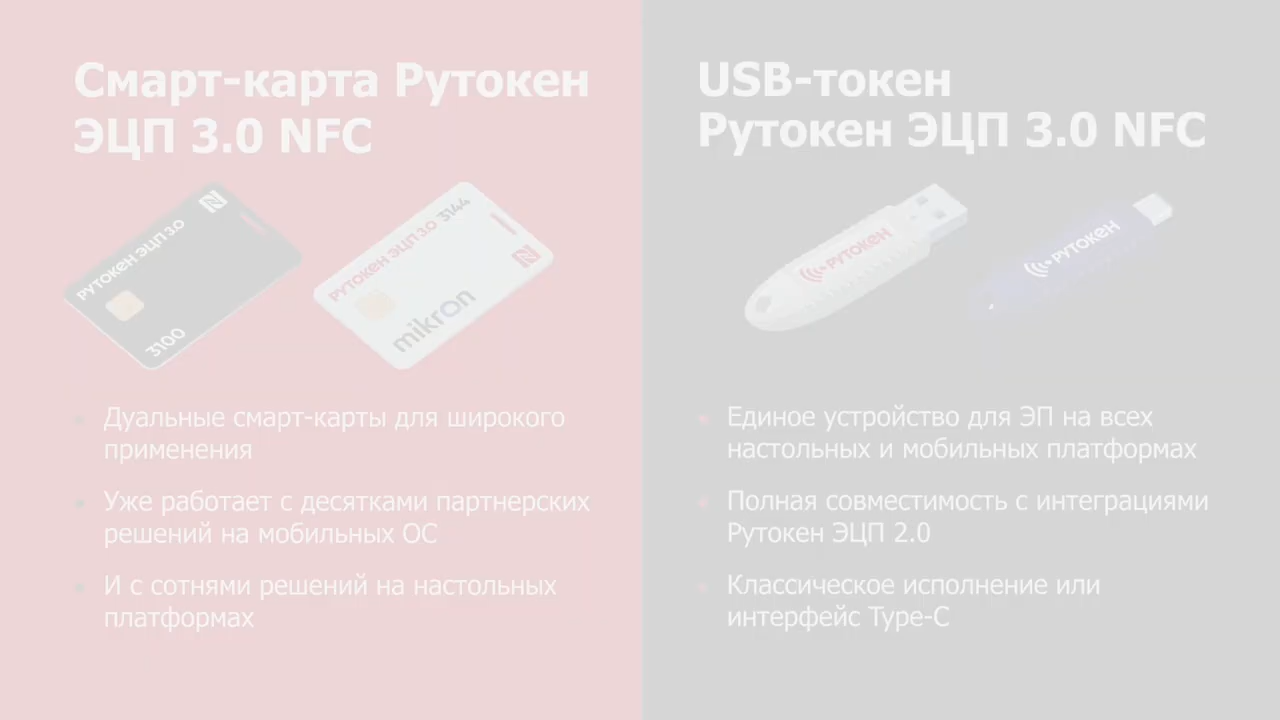 Смарт-карта Рутокен
ЭЦП 3.0 NFC
РУТОКЕН ЭЦП 3.0
3100
РУТОКЕН ЭЦП 3.0 3144
mikron
Дуальные смарт-карты для широкого
применения
Уже работает с десятками партнерских
решений на мобильных ОС
И с сотнями решений на настольных
платформах
USB-токен
Рутокен ЭЦП 3.0 NFC
РУТОКЕН
РУТОКЕН
Единое устройство для ЭП на всех
настольных и мобильных платформах
Полная совместимость с интеграциями
Рутокен ЭЦП 2.0
Классическое исполнение или
интерфейс Type-C